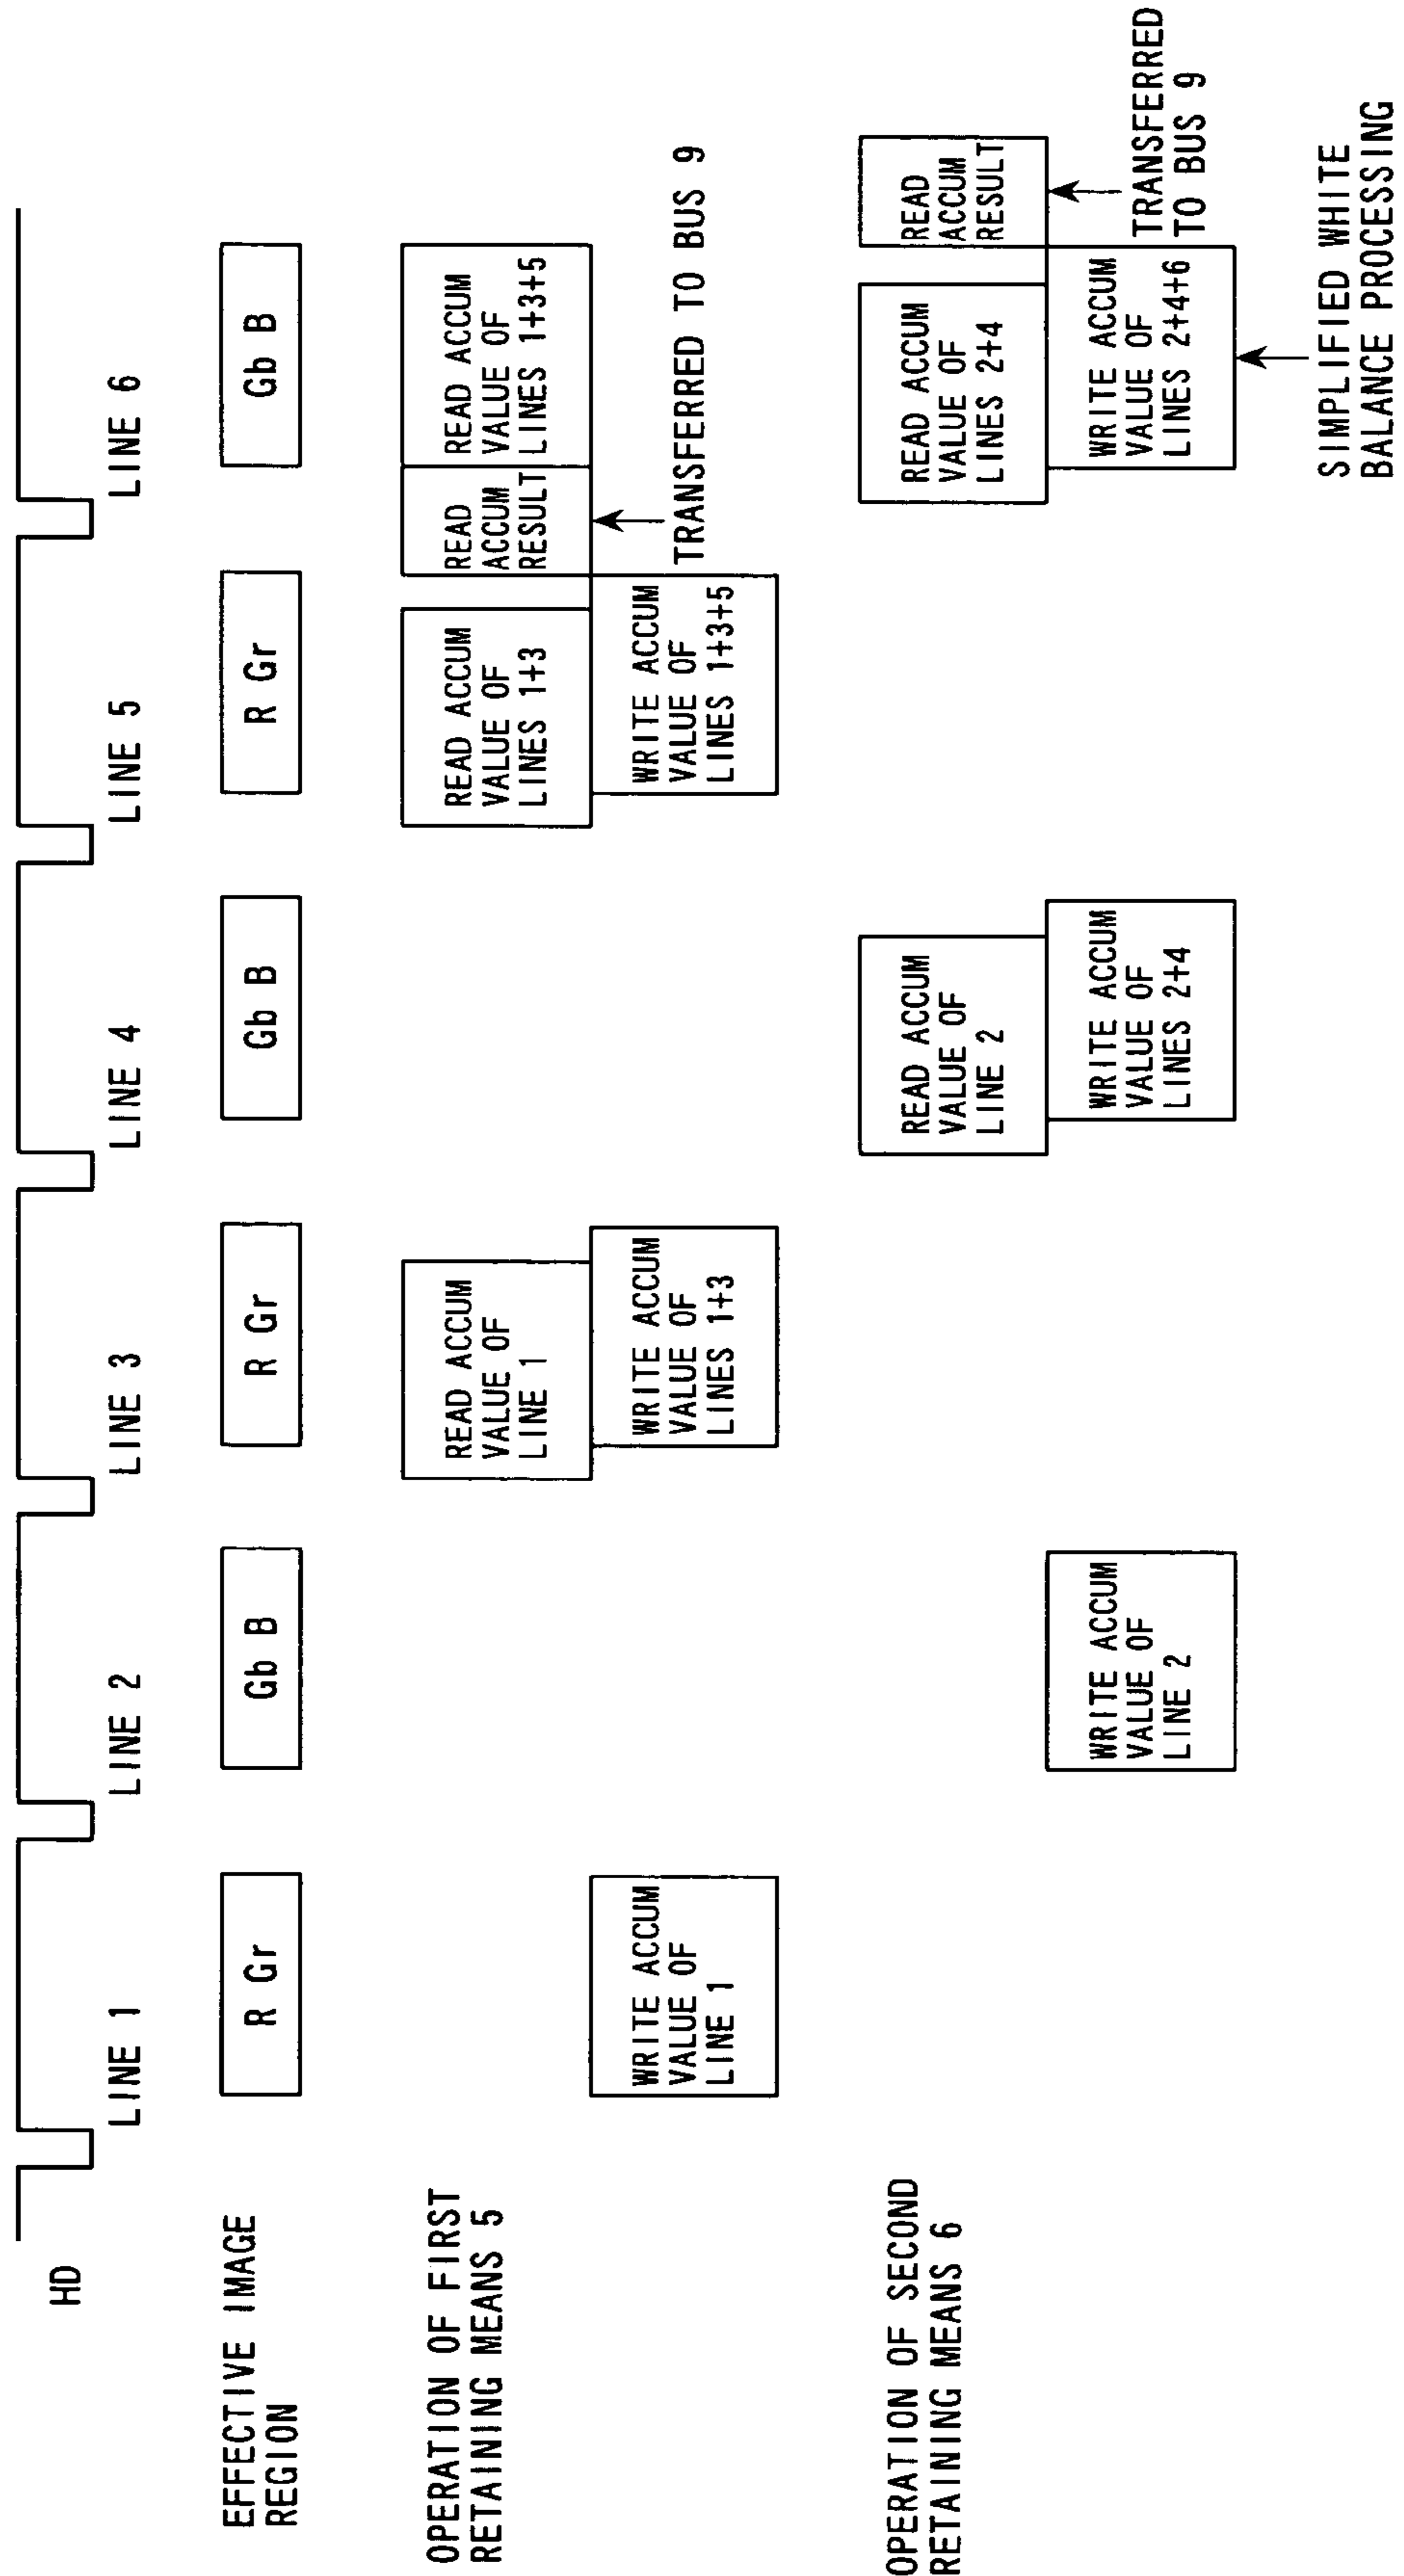 HD
LINE 1
LINE 2
LINE 3
LINE 4
LINE 5
LINE 6
EFFECTIVE IMAGE
REGION
R Gr
Gb B
R Gr
Gb B
R Gr
Gb B
OPERATION OF FIRST
RETAINING MEANS 5
WRITE ACCUM
VALUE OF
LINE 1
READ ACCUM
VALUE OF
LINE 1
WRITE ACCUM
VALUE OF
LINES 1+3
READ ACCUM
VALUE OF
LINES 1+3
WRITE ACCUM
VALUE OF
LINES 1+3+5
READ
ACCUM
RESULT
READ ACCUM
VALUE OF
LINES 1+3+5
TRANSFERRED TO BUS 9
OPERATION OF SECOND
RETAINING MEANS 6
WRITE ACCUM
VALUE OF
LINE 2
READ ACCUM
VALUE OF
LINE 2
WRITE ACCUM
VALUE OF
LINES 2+4
READ ACCUM
VALUE OF
LINES 2+4
WRITE ACCUM
VALUE OF
LINES 2+4+6
READ
ACCUM
RESULT
TRANSFERRED
TO BUS 9
SIMPLIFIED WHITE
BALANCE PROCESSING